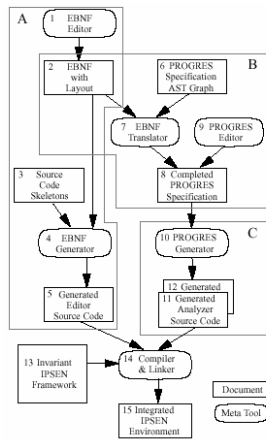 A
1 EBNF
Editor
2 EBNF
with
Layout
B
6 PROGRES
Specification
AST Graph
7 EBNF
Translator
9 PROGRES
Editor
3 Source
Code
Skeletons
8 Completed
PROGRES
Specification
4 EBNF
Generator
10 PROGRES
Generator
C
5 Generated
Editor
Source Code
12 Generated
11 Generated
Analyzer
Source Code
13 Invariant
IPSEN
Framework
14 Compiler
& Linker
15 Integrated
IPSEN
Environment
Document
Meta Tool